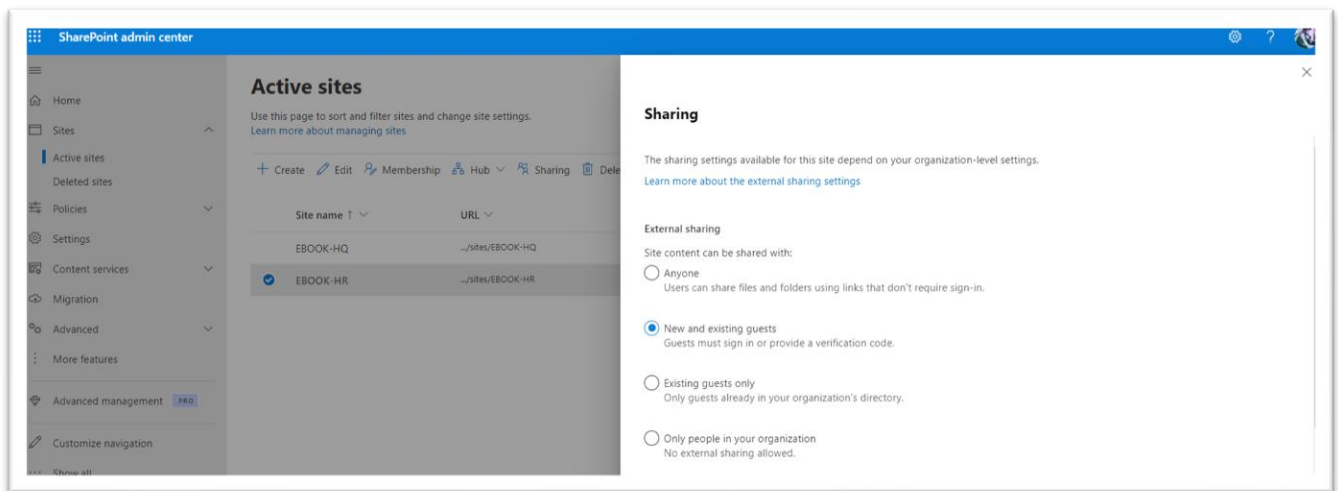 SharePoint admin center
?
Home
Sites
Active sites
Deleted sites
Policies
Settings
Content services
Migration
Advanced
More features
Advanced management PRO
Customize navigation
... Show all
Active sites
Use this page to sort and filter sites and change site settings.
Learn more about managing sites
+ Create Edit Membership Hub Sharing Dele
Site name ↑ URL
EBOOK-HQ .../sites/EBOOK-HQ
EBOOK-HR .../sites/EBOOK-HR
Sharing
The sharing settings available for this site depend on your organization-level settings.
Learn more about the external sharing settings
External sharing
Site content can be shared with:
Anyone
Users can share files and folders using links that don't require sign-in.
New and existing guests
Guests must sign in or provide a verification code.
Existing guests only
Only guests already in your organization's directory.
Only people in your organization
No external sharing allowed.